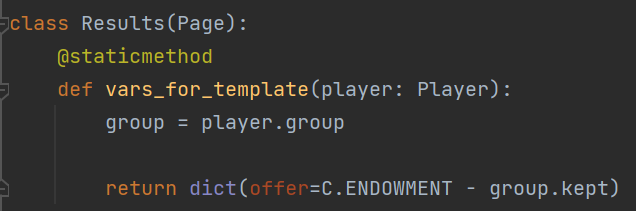 class Results(Page):
    @staticmethod
    def vars_for_template(player: Player):
        group = player.group

        return dict(offer=C.ENDOWMENT - group.kept)